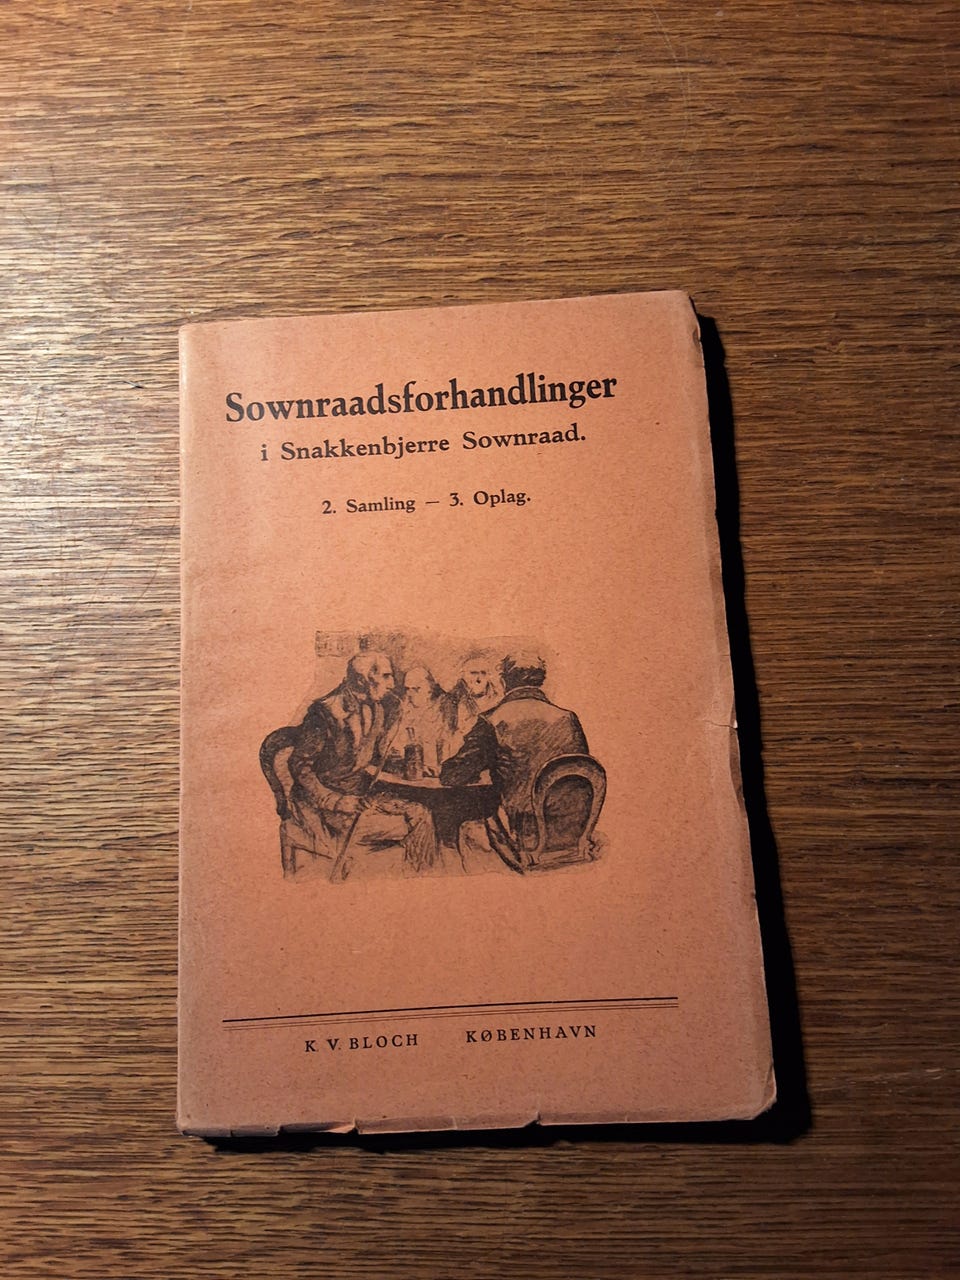 Sownraadsforhandlinger
i Snakkenbjerre Sownraad.
2. Samling — 3. Oplag.
K. V. BLOCH KØBENHAVN